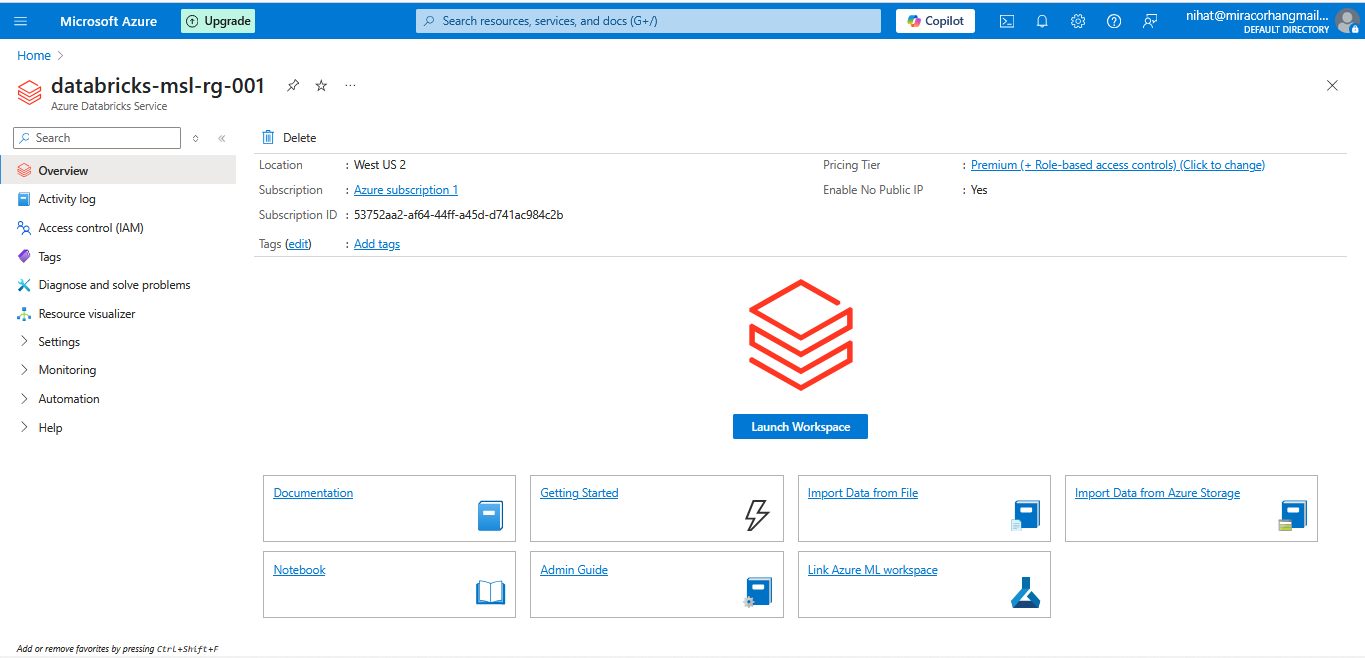 Microsoft Azure
Upgrade
Search resources, services, and docs (G+/)
Copilot
nihat@miracorhangmail...
DEFAULT DIRECTORY
Home
databricks-msl-rg-001
Azure Databricks Service
Search
Overview
Activity log
Access control (IAM)
Tags
Diagnose and solve problems
Resource visualizer
Settings
Monitoring
Automation
Help
Delete
Location : West US 2
Subscription : Azure subscription 1
Subscription ID : 53752aa2-af64-44ff-a45d-d741ac984c2b
Tags (edit) : Add tags
Pricing Tier : Premium (+ Role-based access controls) (Click to change)
Enable No Public IP : Yes
Launch Workspace
Documentation
Getting Started
Import Data from File
Import Data from Azure Storage
Notebook
Admin Guide
Link Azure ML workspace
Add or remove favorites by pressing Ctrl+Shift+F